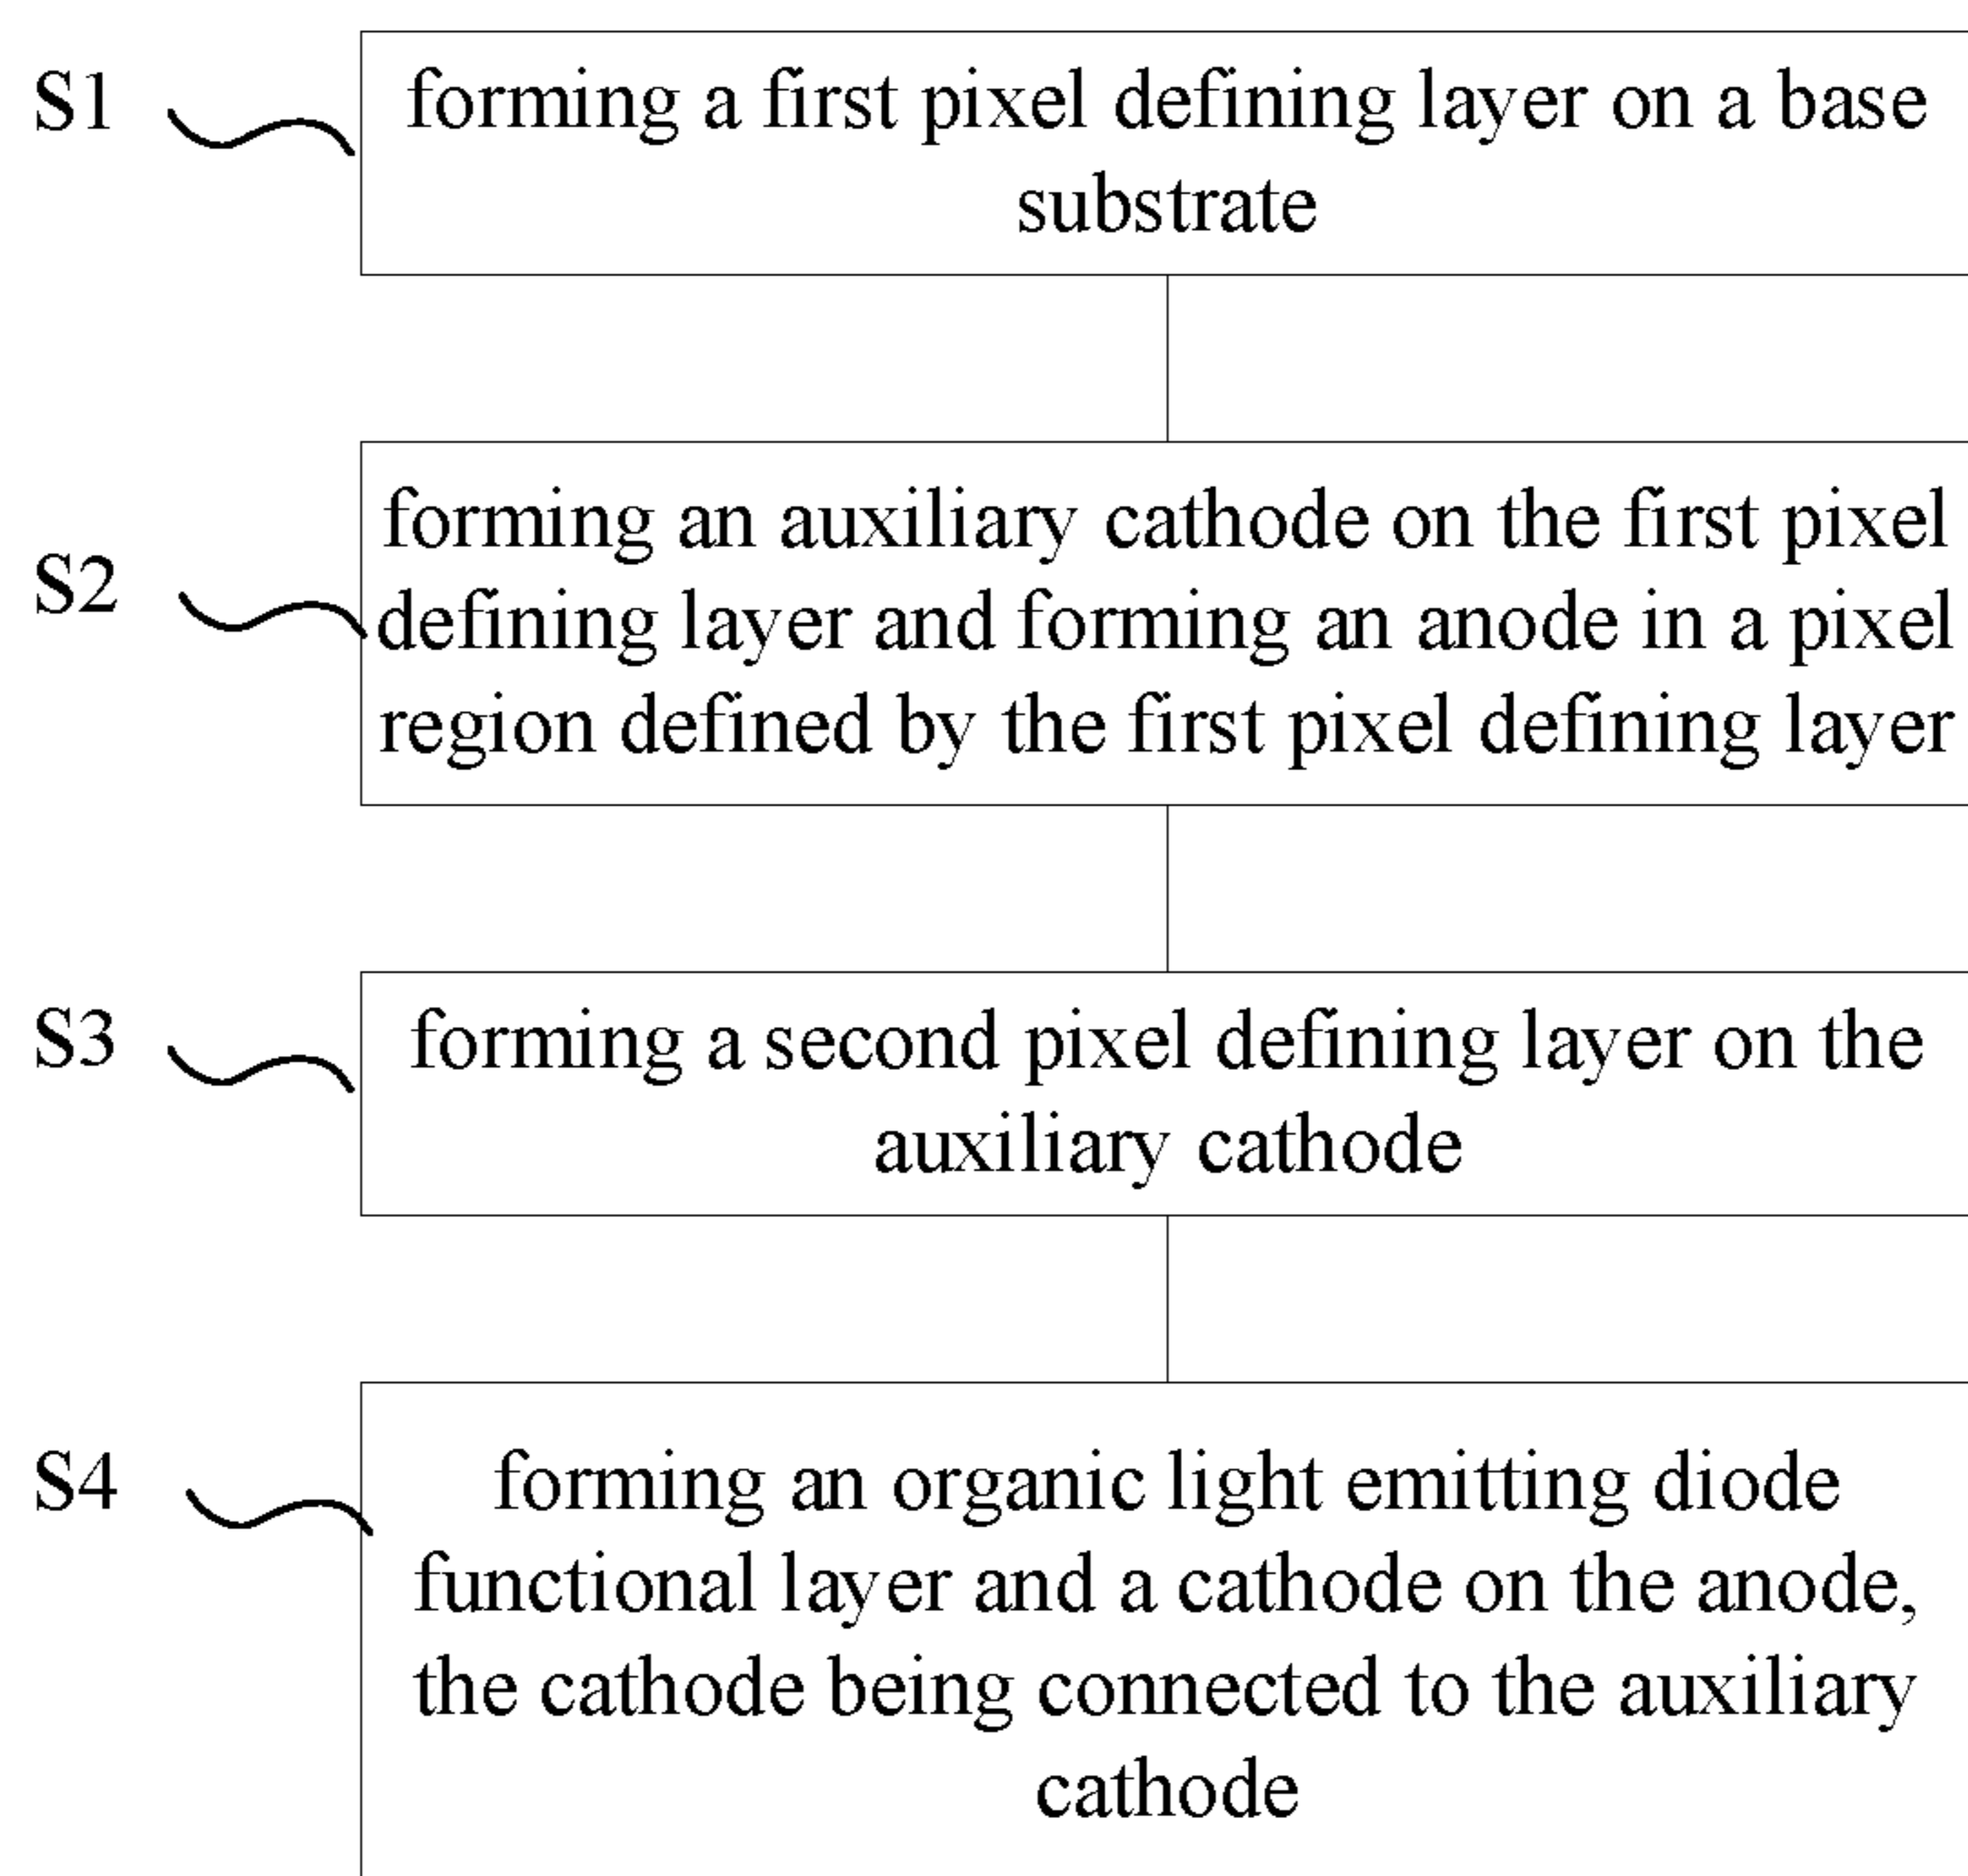 S1
forming a first pixel defining layer on a base
substrate
S2
forming an auxiliary cathode on the first pixel
defining layer and forming an anode in a pixel
region defined by the first pixel defining layer
S3
forming a second pixel defining layer on the
auxiliary cathode
S4
forming an organic light emitting diode
functional layer and a cathode on the anode,
the cathode being connected to the auxiliary
cathode